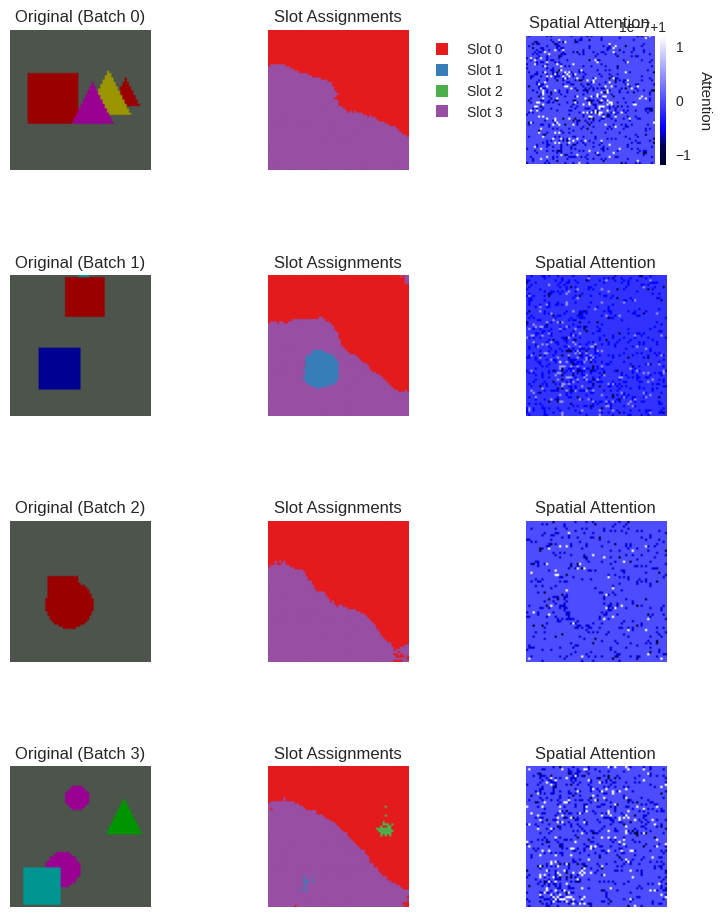 Original (Batch 0)
Slot Assignments
Slot 0
Slot 1
Slot 2
Slot 3
Spatial Attention
1e−7+1
1
0
−1
Attention
Original (Batch 1)
Slot Assignments
Spatial Attention
Original (Batch 2)
Slot Assignments
Spatial Attention
Original (Batch 3)
Slot Assignments
Spatial Attention